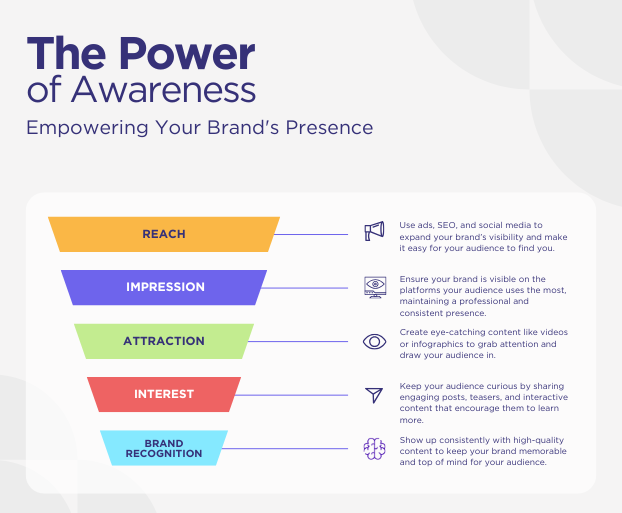 The Power
of Awareness
Empowering Your Brand's Presence
REACH
Use ads, SEO, and social media to
expand your brand's visibility and make
it easy for your audience to find you.
IMPRESSION
Ensure your brand is visible on the
platforms your audience uses the most,
maintaining a professional and
consistent presence.
ATTRACTION
Create eye-catching content like videos
or infographics to grab attention and
draw your audience in.
INTEREST
Keep your audience curious by sharing
engaging posts, teasers, and interactive
content that encourage them to learn
more.
BRAND
RECOGNITION
Show up consistently with high-quality
content to keep your brand memorable
and top of mind for your audience.